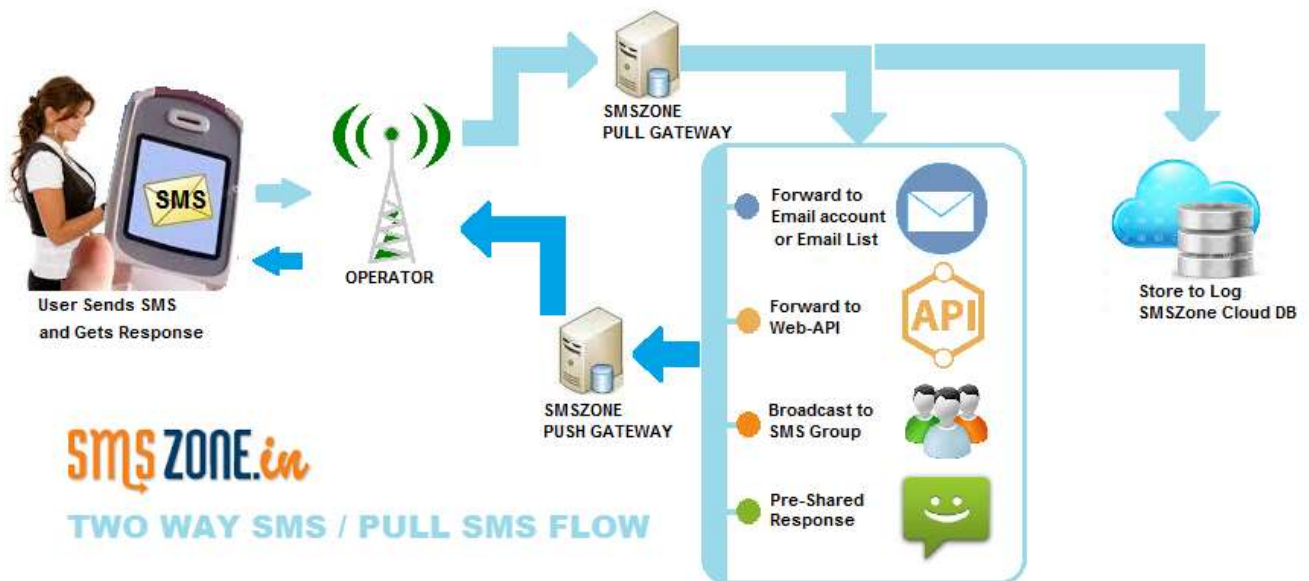 SMS
User Sends SMS
and Gets Response
OPERATOR
SMSZONE
PULL GATEWAY
SMSZONE
PUSH GATEWAY
Forward to
Email account
or Email List
Forward to
Web-API
API
Broadcast to
SMS Group
Pre-Shared
Response
Store to Log
SMSZone Cloud DB
SMS ZONE.in
TWO WAY SMS / PULL SMS FLOW